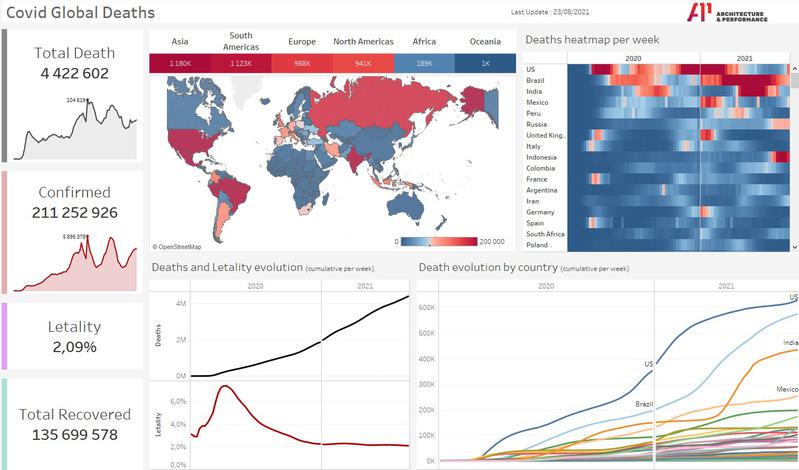 Covid Global Deaths
Last Update : 23/08/2021
ARCHITECTURE
& PERFORMANCE
Total Death
4 422 602
104 819
Confirmed
211 252 926
5 895 378
Letality
2,09%
Total Recovered
135 699 578
Asia
South
Americas
Europe
North Americas
Africa
Oceania
1 180K
1 123K
988K
941K
189K
1K
© OpenStreetMap
0
200 000
Deaths heatmap per week
2020
2021
US
Brazil
India
Mexico
Peru
Russia
United King..
Italy
Indonesia
Colombia
France
Argentina
Iran
Germany
Spain
South Africa
Poland
Deaths and Letality evolution (cumulative per week)
2020
2021
Deaths
4M
2M
0M
Letality
6,0%
4,0%
2,0%
0,0%
Death evolution by country (cumulative per week)
2020
2021
600K
500K
400K
300K
200K
100K
0K
US
Brazil
US
India
Mexico